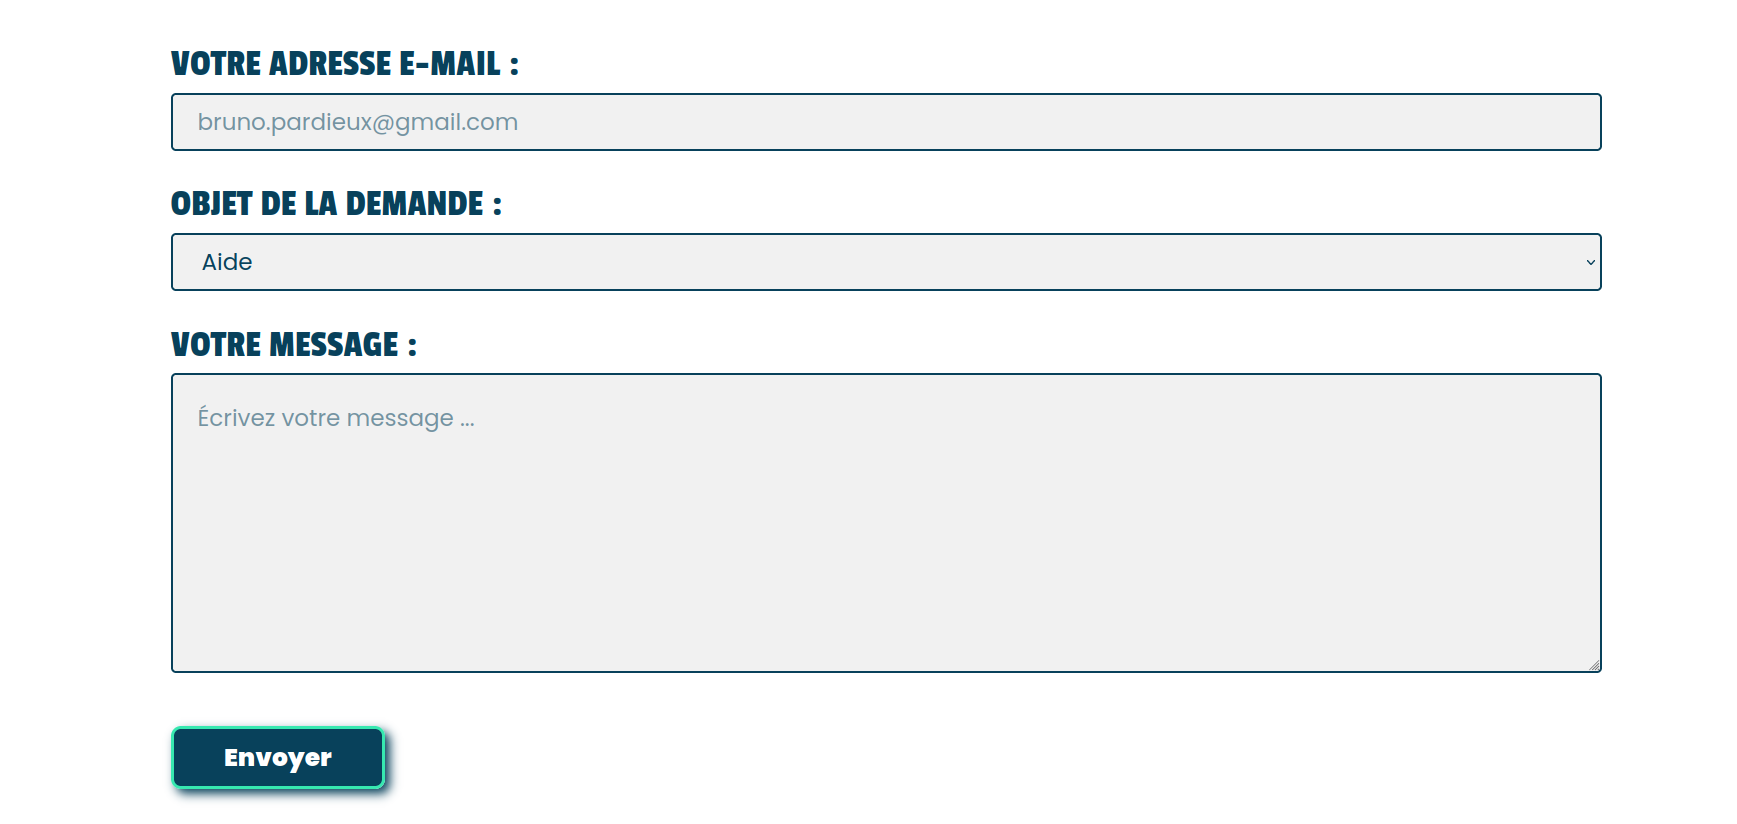 VOTRE ADRESSE E-MAIL :
bruno.pardieux@gmail.com
OBJET DE LA DEMANDE :
Aide
VOTRE MESSAGE :
Écrivez votre message ...
Envoyer